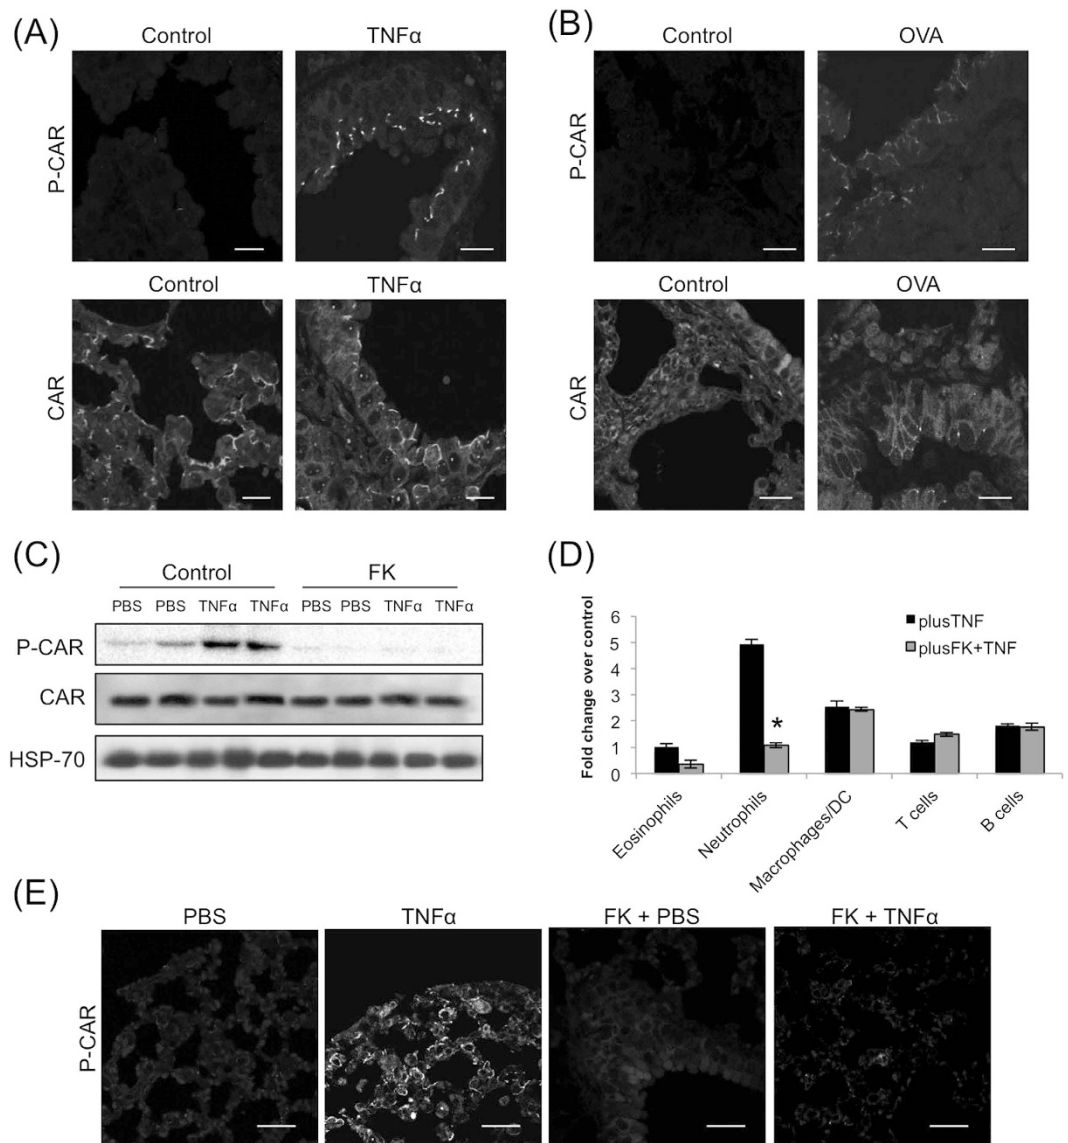 (A)
Control TNFα
P-CAR
Control TNFα
CAR
(B)
Control OVA
P-CAR
Control OVA
CAR
(C)
Control FK
PBS PBS TNFα TNFα PBS PBS TNFα TNFα
P-CAR
CAR
HSP-70
(D)
Fold change over control
6
5
4
3
2
1
0
plusTNF
plusFK+TNF
*
Eosinophils
Neutrophils
Macrophages/DC
T cells
B cells
(E)
PBS TNFα FK + PBS FK + TNFα
P-CAR